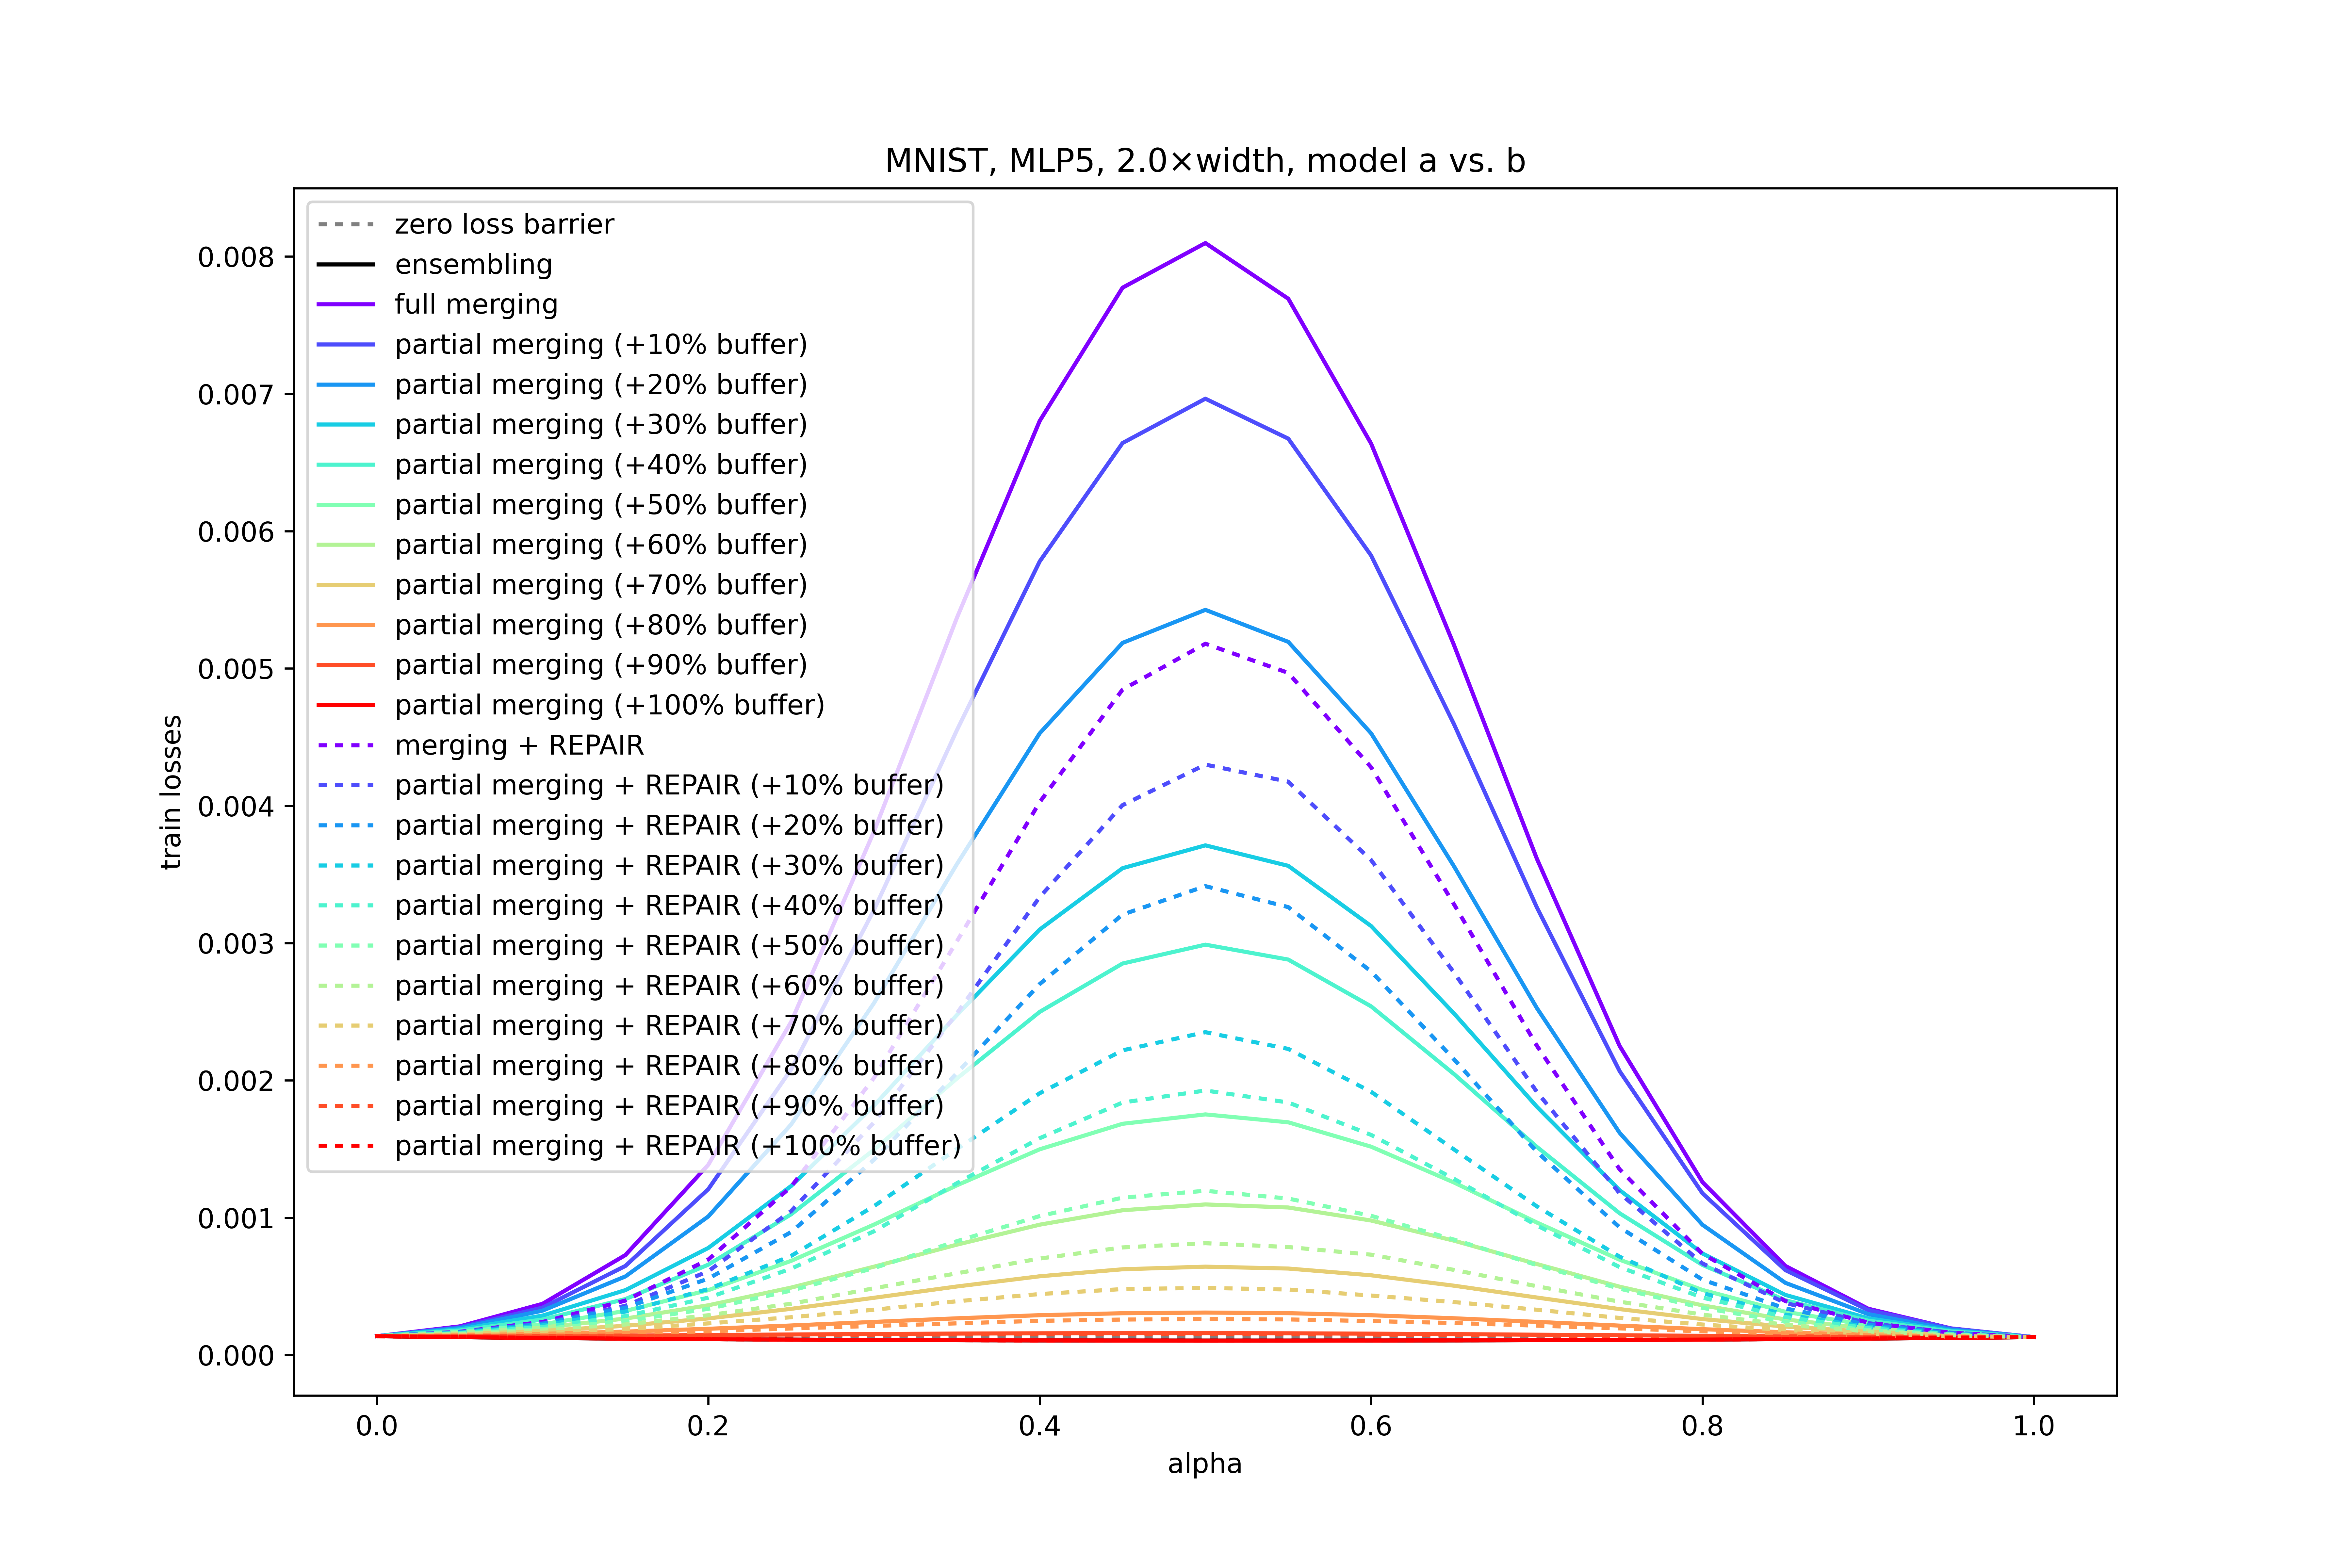 MNIST, MLP5, 2.0×width, model a vs. b
zero loss barrier
ensembling
full merging
partial merging (+10% buffer)
partial merging (+20% buffer)
partial merging (+30% buffer)
partial merging (+40% buffer)
partial merging (+50% buffer)
partial merging (+60% buffer)
partial merging (+70% buffer)
partial merging (+80% buffer)
partial merging (+90% buffer)
partial merging (+100% buffer)
merging + REPAIR
partial merging + REPAIR (+10% buffer)
partial merging + REPAIR (+20% buffer)
partial merging + REPAIR (+30% buffer)
partial merging + REPAIR (+40% buffer)
partial merging + REPAIR (+50% buffer)
partial merging + REPAIR (+60% buffer)
partial merging + REPAIR (+70% buffer)
partial merging + REPAIR (+80% buffer)
partial merging + REPAIR (+90% buffer)
partial merging + REPAIR (+100% buffer)
0.008
0.007
0.006
0.005
0.004
0.003
0.002
0.001
0.000
train losses
0.0 0.2 0.4 0.6 0.8 1.0
alpha